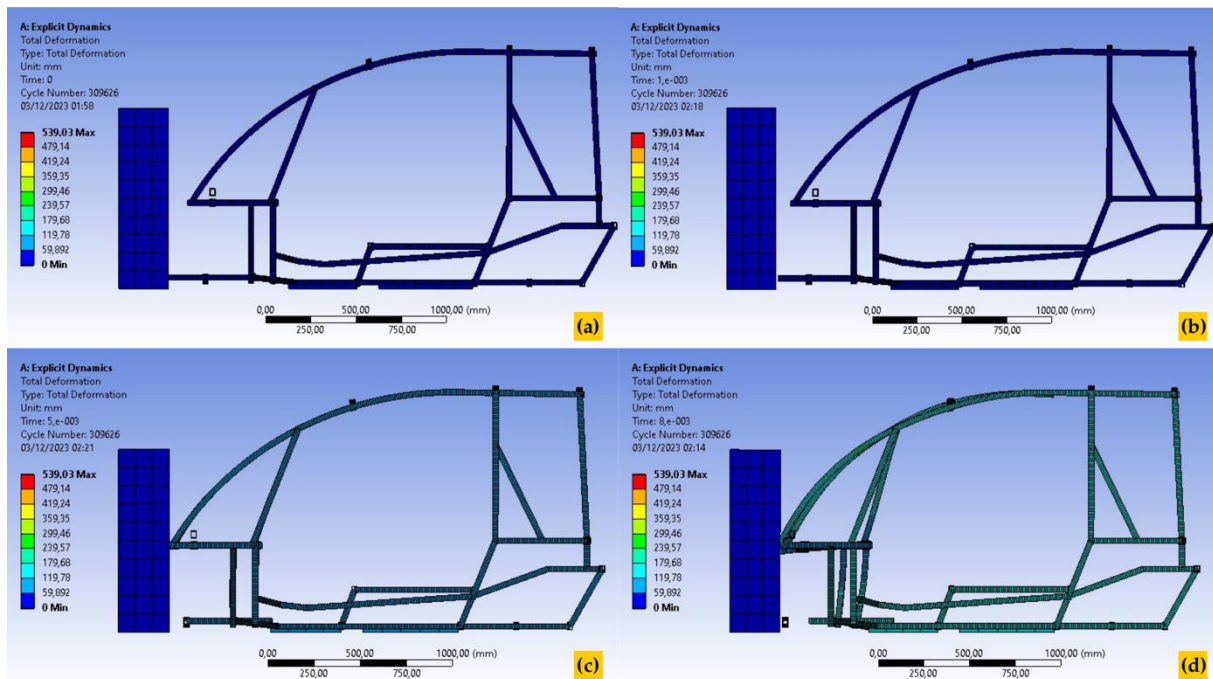 A: Explicit Dynamics
Total Deformation
Type: Total Deformation
Unit: mm
Time: 0
Cycle Number: 309626
03/12/2023 01:58
539,03 Max
479,14
419,24
359,35
299,46
239,57
179,68
119,78
59,892
0 Min
0,00 500,00 1000,00 (mm)
250,00 750,00
(a)
A: Explicit Dynamics
Total Deformation
Type: Total Deformation
Unit: mm
Time: 1,e-003
Cycle Number: 309626
03/12/2023 02:18
539,03 Max
479,14
419,24
359,35
299,46
239,57
179,68
119,78
59,892
0 Min
0,00 500,00 1000,00 (mm)
250,00 750,00
(b)
A: Explicit Dynamics
Total Deformation
Type: Total Deformation
Unit: mm
Time: 5,e-003
Cycle Number: 309626
03/12/2023 02:21
539,03 Max
479,14
419,24
359,35
299,46
239,57
179,68
119,78
59,892
0 Min
0,00 500,00 1000,00 (mm)
250,00 750,00
(c)
A: Explicit Dynamics
Total Deformation
Type: Total Deformation
Unit: mm
Time: 8,e-003
Cycle Number: 309626
03/12/2023 02:14
539,03 Max
479,14
419,24
359,35
299,46
239,57
179,68
119,78
59,892
0 Min
0,00 500,00 1000,00 (mm)
250,00 750,00
(d)